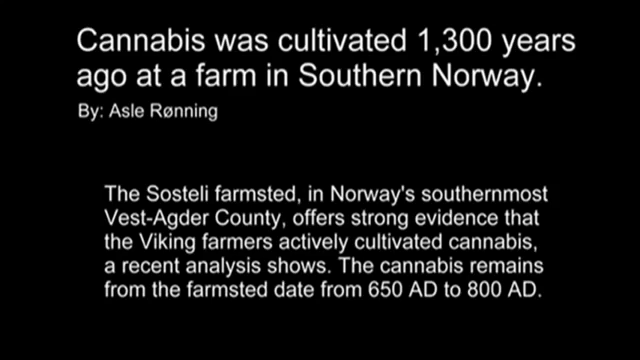 Cannabis was cultivated 1,300 years
ago at a farm in Southern Norway.
By: Asle Rønning
The Sosteli farmsted, in Norway's southernmost
Vest-Agder County, offers strong evidence that
the Viking farmers actively cultivated cannabis,
a recent analysis shows. The cannabis remains
from the farmsted date from 650 AD to 800 AD.